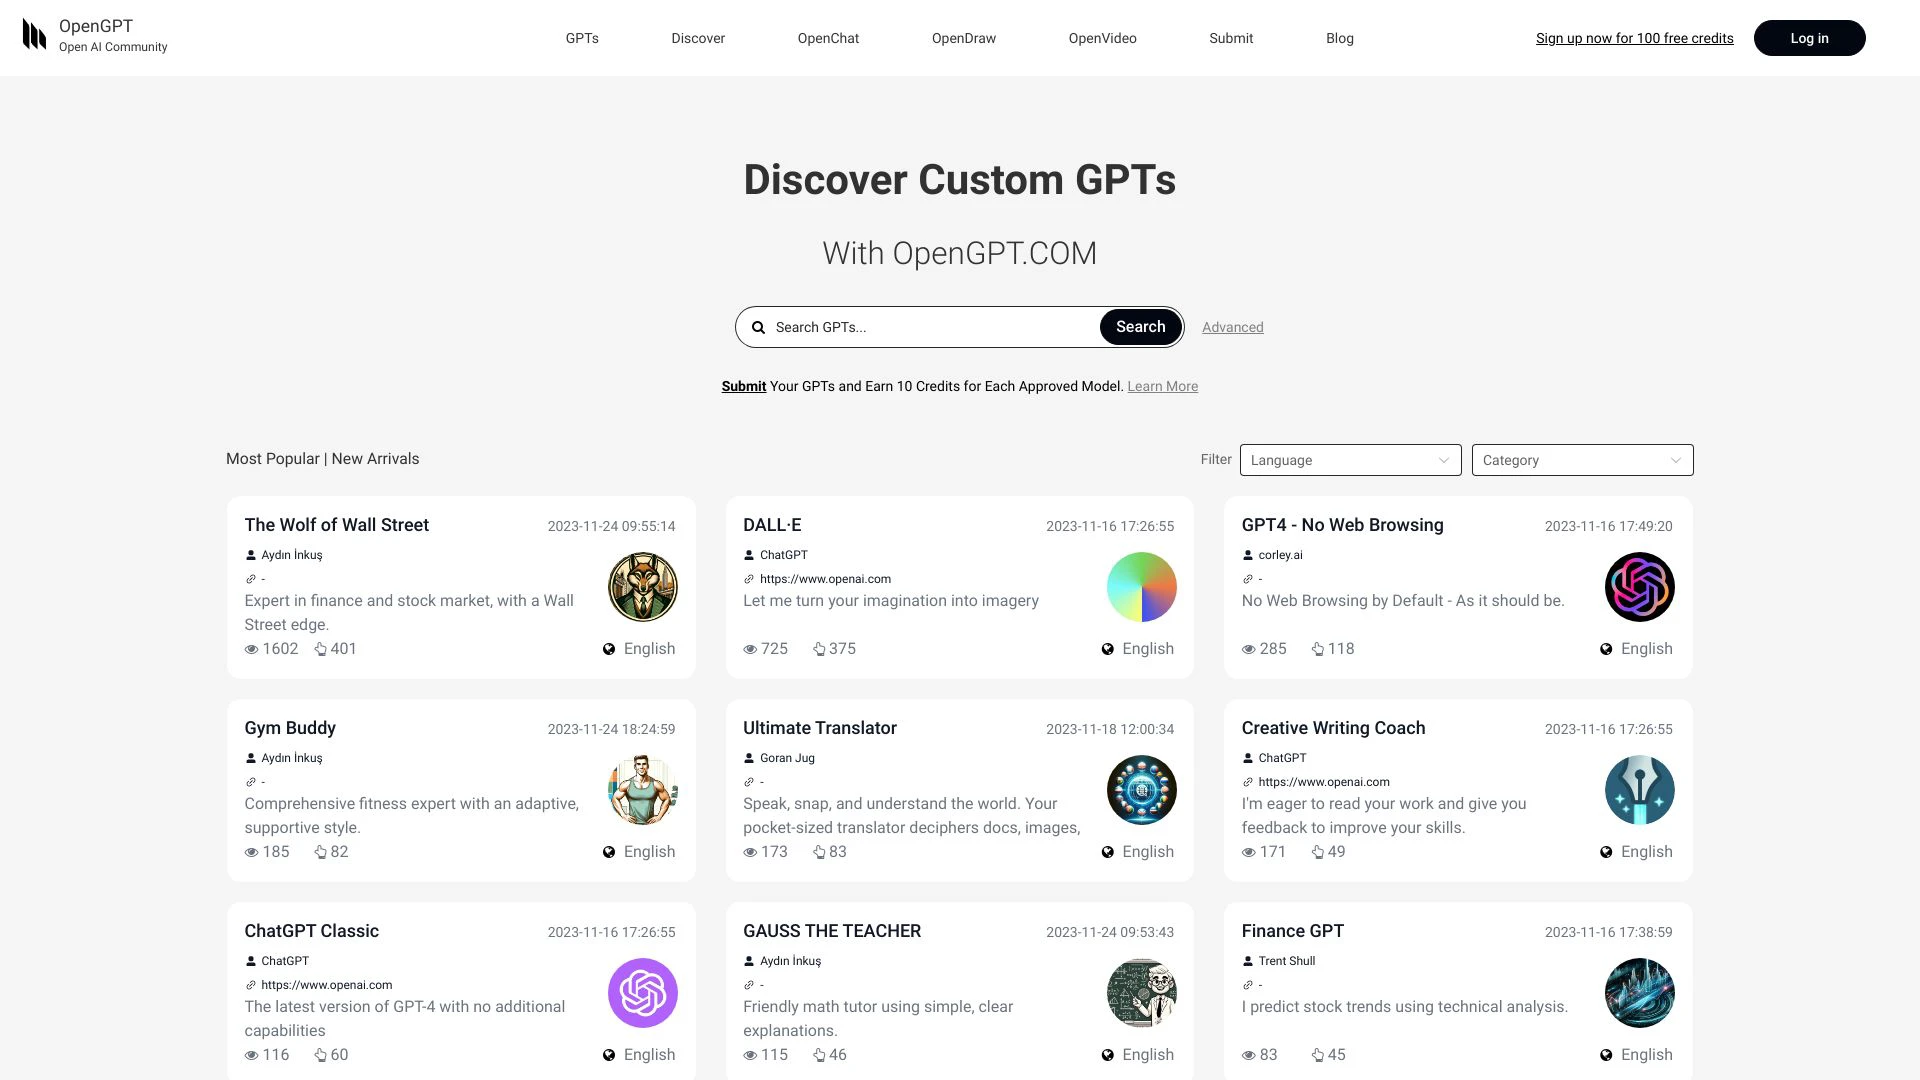 OpenGPT
Open AI Community
GPTs
Discover
OpenChat
OpenDraw
OpenVideo
Submit
Blog
Sign up now for 100 free credits
Log in
Discover Custom GPTs
With OpenGPT.COM
Search GPTs...
Search
Advanced
Submit Your GPTs and Earn 10 Credits for Each Approved Model. Learn More
Most Popular | New Arrivals
Filter
Language
Category
The Wolf of Wall Street
2023-11-24 09:55:14
Aydın İnkuş
-
Expert in finance and stock market, with a Wall
Street edge.
1602
401
English
DALL·E
2023-11-16 17:26:55
ChatGPT
https://www.openai.com
Let me turn your imagination into imagery
725
375
English
GPT4 - No Web Browsing
2023-11-16 17:49:20
corley.ai
-
No Web Browsing by Default - As it should be.
285
118
English
Gym Buddy
2023-11-24 18:24:59
Aydın İnkuş
-
Comprehensive fitness expert with an adaptive,
supportive style.
185
82
English
Ultimate Translator
2023-11-18 12:00:34
Goran Jug
-
Speak, snap, and understand the world. Your
pocket-sized translator deciphers docs, images,
173
83
English
Creative Writing Coach
2023-11-16 17:26:55
ChatGPT
https://www.openai.com
I'm eager to read your work and give you
feedback to improve your skills.
171
49
English
ChatGPT Classic
2023-11-16 17:26:55
ChatGPT
https://www.openai.com
The latest version of GPT-4 with no additional
capabilities
116
60
English
GAUSS THE TEACHER
2023-11-24 09:53:43
Aydın İnkuş
-
Friendly math tutor using simple, clear
explanations.
115
46
English
Finance GPT
2023-11-16 17:38:59
Trent Shull
-
I predict stock trends using technical analysis.
83
45
English